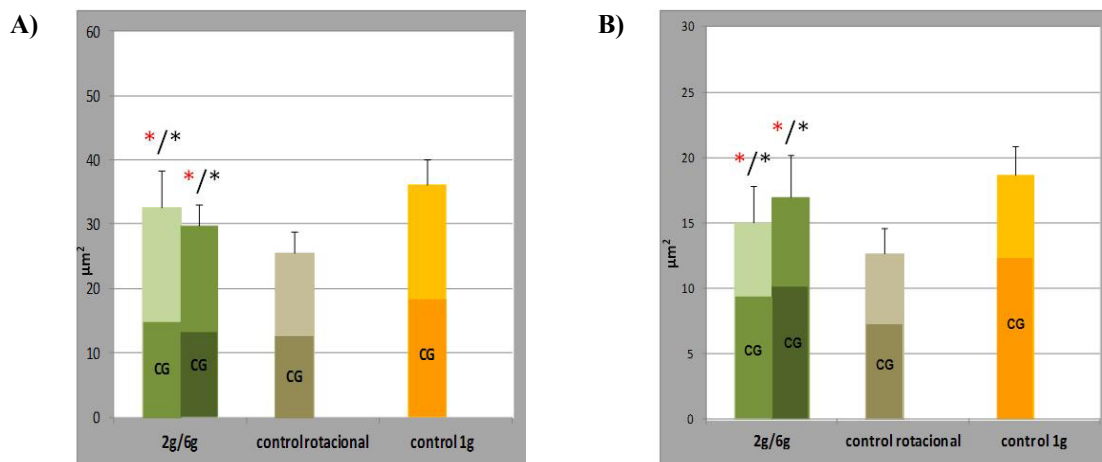 A)
60
50
40
30
20
10
0
µm²
*/*
*/*
CG
CG
CG
CG
2g/6g
control rotacional
control 1g
B)
30
25
20
15
10
5
0
µm²
*/*
*/*
CG
CG
CG
CG
2g/6g
control rotacional
control 1g